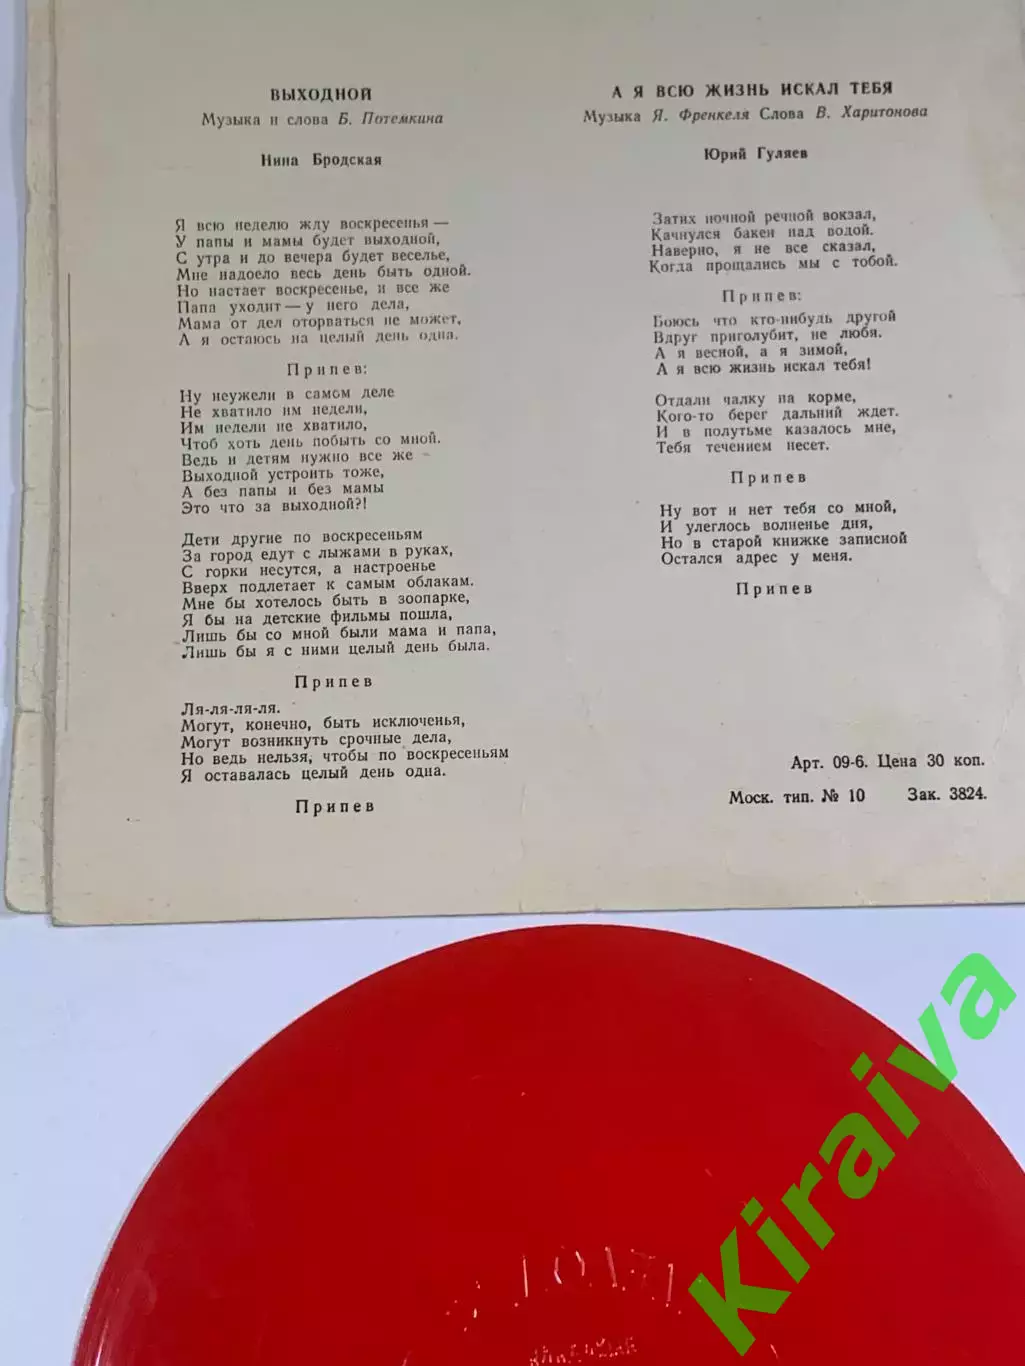 ВЫХОДНОЙ
Музыка и слова Б. Потемкина
Нина Бродская
Я всю неделю жду воскресенья —
У папы и мамы будет выходной,
С утра и до вечера будет веселье,
Мне надоело весь день быть одной.
Но настает воскресенье, и все же
Папа уходит — у него дела,
Мама от дел оторваться не может,
А я остаюсь на целый день одна.
Припев:
Ну неужели в самом деле
Не хватило им недели,
Им недели не хватило,
Чтоб хоть день побыть со мной.
Ведь и детям нужно все же
Выходной устроить тоже,
А без папы и без мамы
Это что за выходной?!
Дети другие по воскресеньям
За город едут с лыжами в руках,
С горки несутся, а настроенье
Вверх подлетает к самым облакам.
Мне бы хотелось быть в зоопарке,
Я бы на детские фильмы пошла,
Лишь бы со мной были мама и папа,
Лишь бы я с ними целый день была.
Припев
Ля-ля-ля-ля.
Могут, конечно, быть исключенья,
Могут возникнуть срочные дела,
Но ведь нельзя, чтобы по воскресеньям
Я оставалась целый день одна.
Припев
А Я ВСЮ ЖИЗНЬ ИСКАЛ ТЕБЯ
Музыка Я. Френкеля Слова В. Харитонова
Юрий Гуляев
Затих ночной речной вокзал,
Качнулся бакен над водой.
Наверно, я не все сказал,
Когда прощались мы с тобой.
Припев:
Боюсь что кто-нибудь другой
Вдруг приголубит, не любя.
А я весной, а я зимой,
А я всю жизнь искал тебя!
Отдали чалку на корме,
Кого-то берег дальний ждет.
И в полутьме казалось мне,
Тебя течением несет.
Припев
Ну вот и нет тебя со мной,
И улеглось волненье дня,
Но в старой книжке записной
Остался адрес у меня.
Припев
Арт. 09-6. Цена 30 коп.
Моск. тип. № 10 Зак. 3824.
Kiraiva